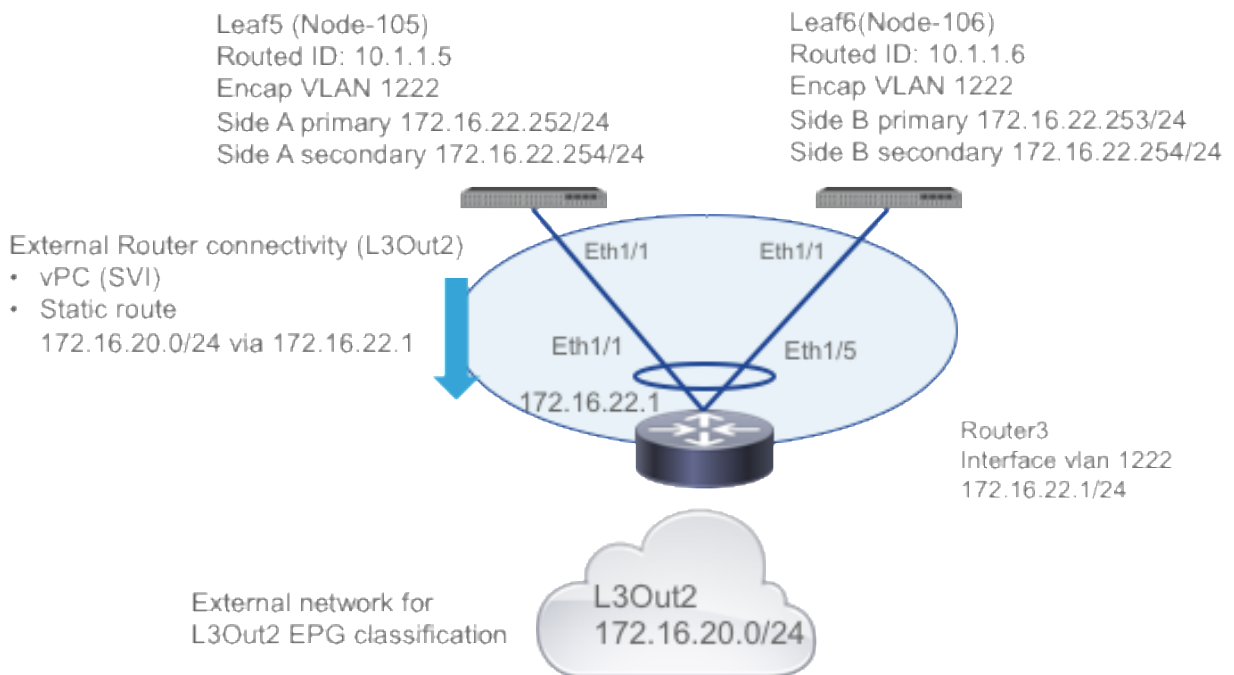 Leaf5 (Node-105)
Routed ID: 10.1.1.5
Encap VLAN 1222
Side A primary 172.16.22.252/24
Side A secondary 172.16.22.254/24
Leaf6(Node-106)
Routed ID: 10.1.1.6
Encap VLAN 1222
Side B primary 172.16.22.253/24
Side B secondary 172.16.22.254/24
External Router connectivity (L3Out2)
• vPC (SVI)
• Static route
172.16.20.0/24 via 172.16.22.1
Eth1/1
Eth1/1
Eth1/1
Eth1/5
172.16.22.1
Router3
Interface vlan 1222
172.16.22.1/24
External network for
L3Out2 EPG classification
L3Out2
172.16.20.0/24